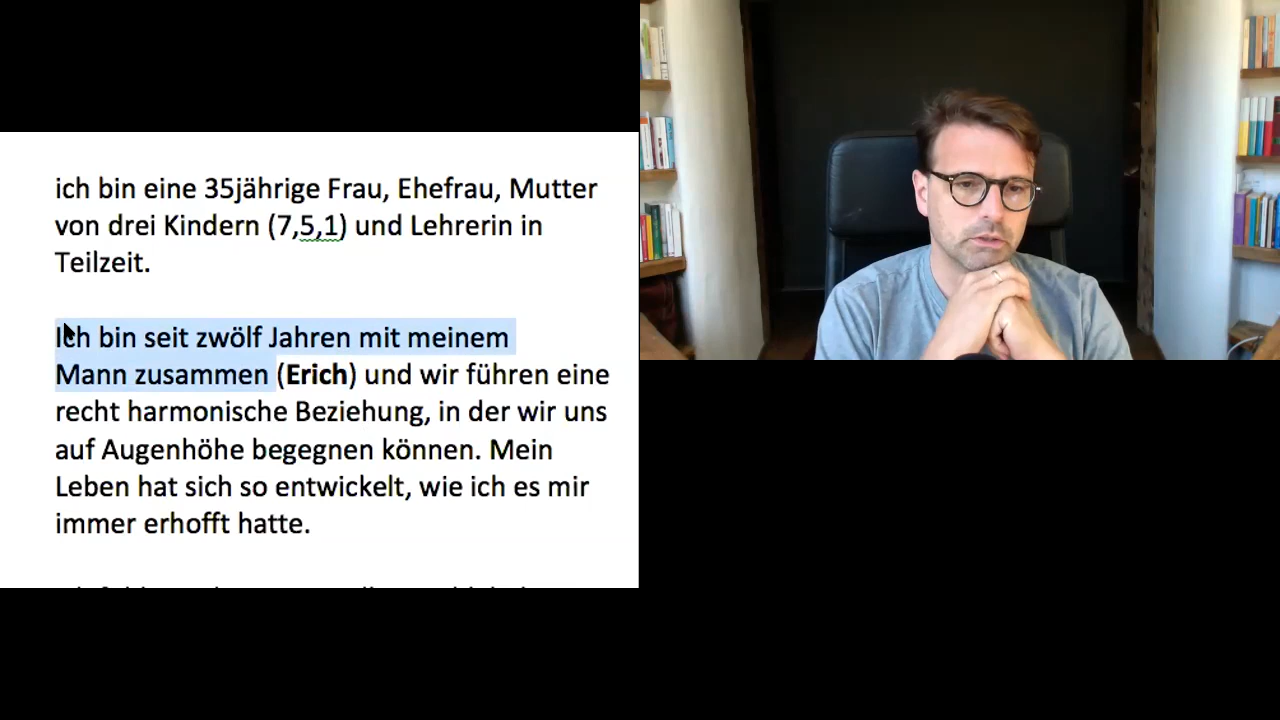 ich bin eine 35jährige Frau, Ehefrau, Mutter
von drei Kindern (7,5,1) und Lehrerin in
Teilzeit.
Ich bin seit zwölf Jahren mit meinem
Mann zusammen (Erich) und wir führen eine
recht harmonische Beziehung, in der wir uns
auf Augenhöhe begegnen können. Mein
Leben hat sich so entwickelt, wie ich es mir
immer erhofft hatte.